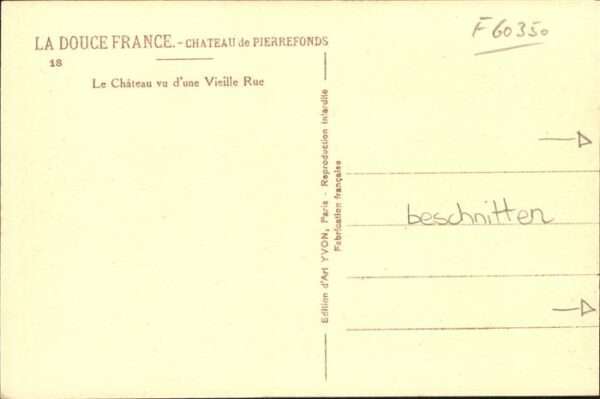 LA DOUCE FRANCE.-CHATEAU de PIERREFONDS
18
Le Château vu d'une Vieille Rue
Edition d'Art YVON, Paris - Reproduction interdite
Fabrication française
F 60350
beschnitten